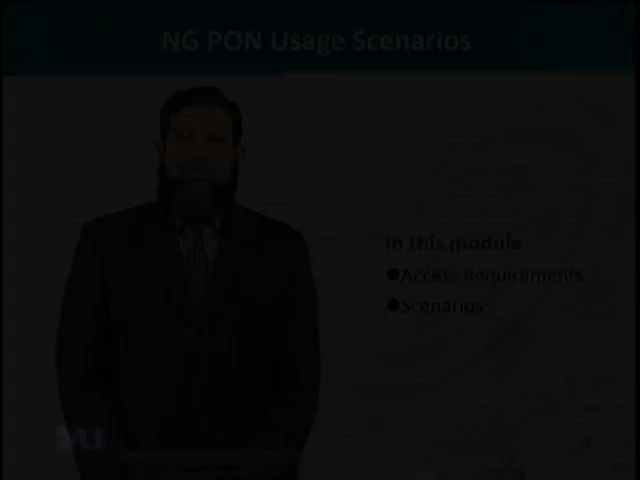 NG PON Usage Scenarios
In this module
●Access Requirements
●Scenarios